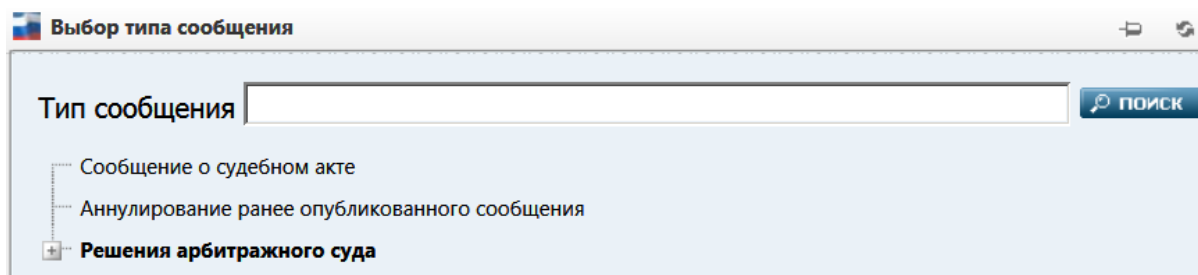 Выбор типа сообщения
Тип сообщения
ПОИСК
Сообщение о судебном акте
Аннулирование ранее опубликованного сообщения
Решения арбитражного суда